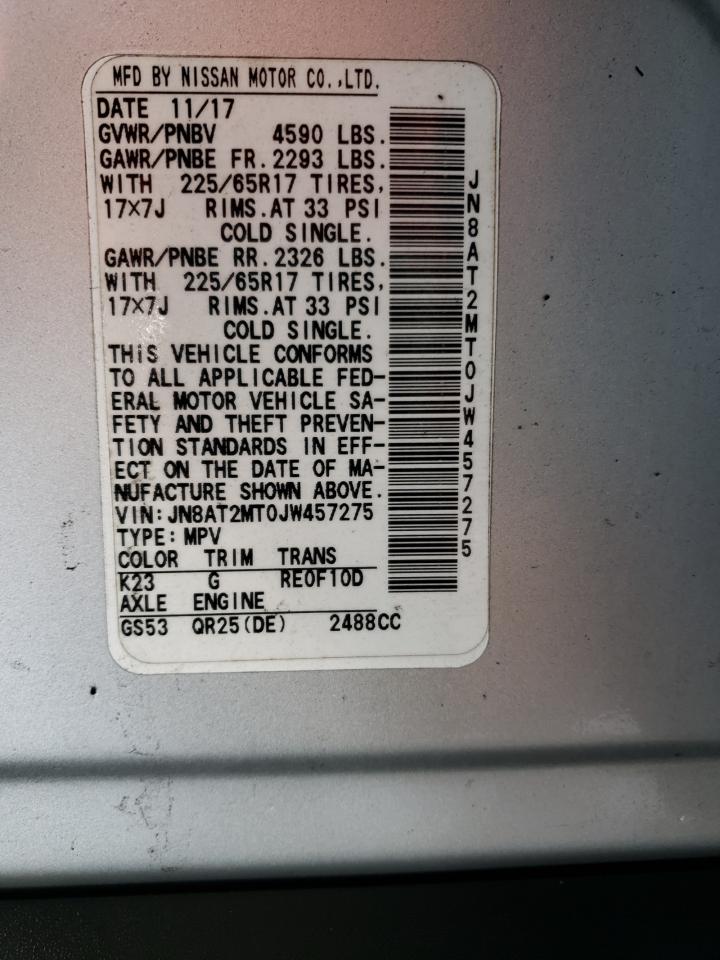 MFD BY NISSAN MOTOR CO.,LTD.
DATE 11/17
GVWR/PNBV 4590 LBS.
GAWR/PNBE FR.2293 LBS.
WITH 225/65R17 TIRES,
17×7J RIMS.AT 33 PSI
COLD SINGLE.
GAWR/PNBE RR.2326 LBS.
WITH 225/65R17 TIRES,
17×7J RIMS.AT 33 PSI
COLD SINGLE.
THIS VEHICLE CONFORMS
TO ALL APPLICABLE FED-
ERAL MOTOR VEHICLE SA-
FETY AND THEFT PREVEN-
TION STANDARDS IN EFF-
ECT ON THE DATE OF MA-
NUFACTURE SHOWN ABOVE.
VIN:JN8AT2MT0JW457275
TYPE:MPV
COLOR TRIM TRANS
K23 G RE0F10D
AXLE ENGINE
GS53 QR25(DE) 2488CC
JN8AT2MT0JW457275